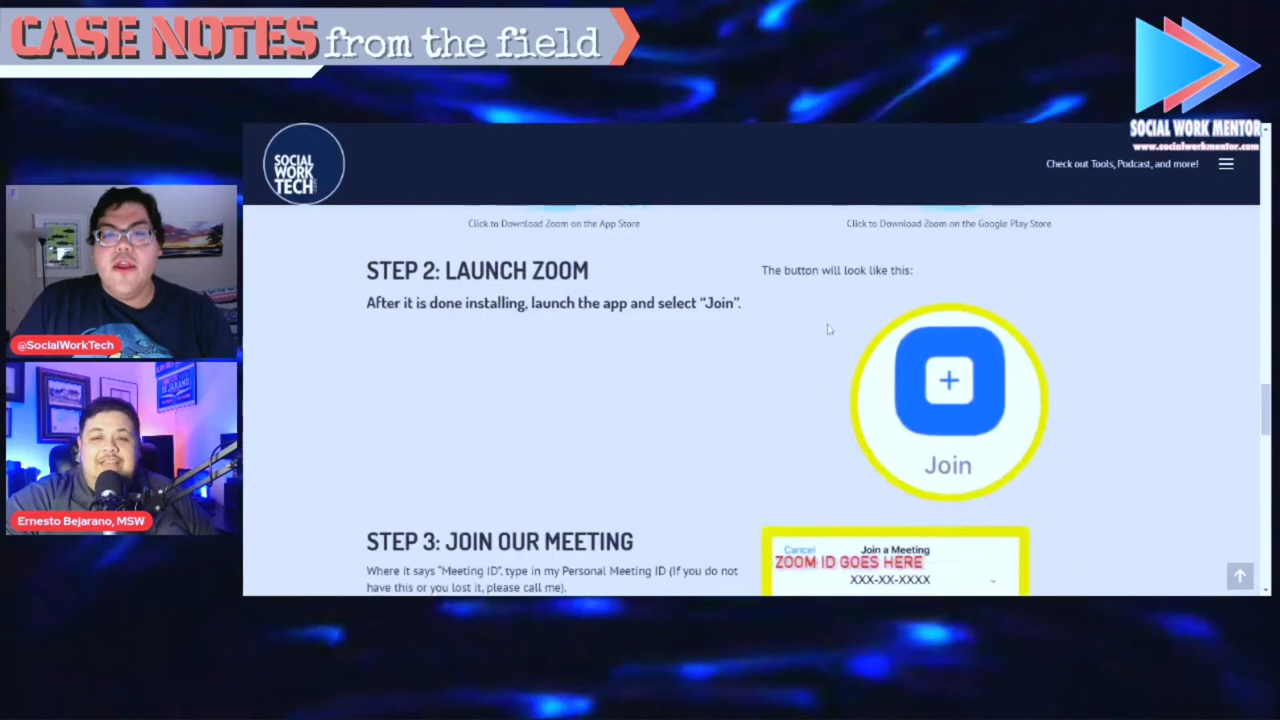 CASE NOTES from the field
SOCIAL WORK MENTOR
www.socialworkmentor.com
SOCIAL
WORK
TECH
Check out Tools, Podcast, and more!
Click to Download Zoom on the App Store
Click to Download Zoom on the Google Play Store
STEP 2: LAUNCH ZOOM
After it is done installing, launch the app and select “Join”.
The button will look like this:
Join
@SocialWorkTech
BEJARANO
Ernesto Bejarano, MSW
STEP 3: JOIN OUR MEETING
Where it says “Meeting ID”, type in my Personal Meeting ID (If you do not
have this or you lost it, please call me).
Cancel Join a Meeting
ZOOM ID GOES HERE
XXX-XX-XXXX